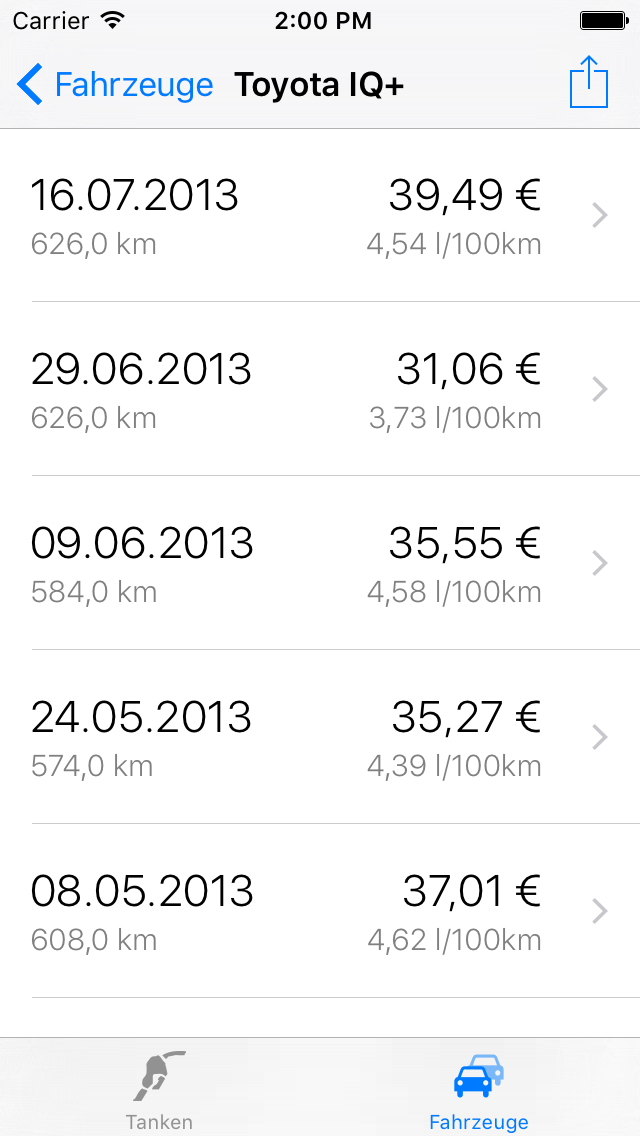 Carrier 2:00 PM
Fahrzeuge Toyota IQ+
16.07.2013 39,49 €
626,0 km 4,54 l/100km
29.06.2013 31,06 €
626,0 km 3,73 l/100km
09.06.2013 35,55 €
584,0 km 4,58 l/100km
24.05.2013 35,27 €
574,0 km 4,39 l/100km
08.05.2013 37,01 €
608,0 km 4,62 l/100km
Tanken Fahrzeuge